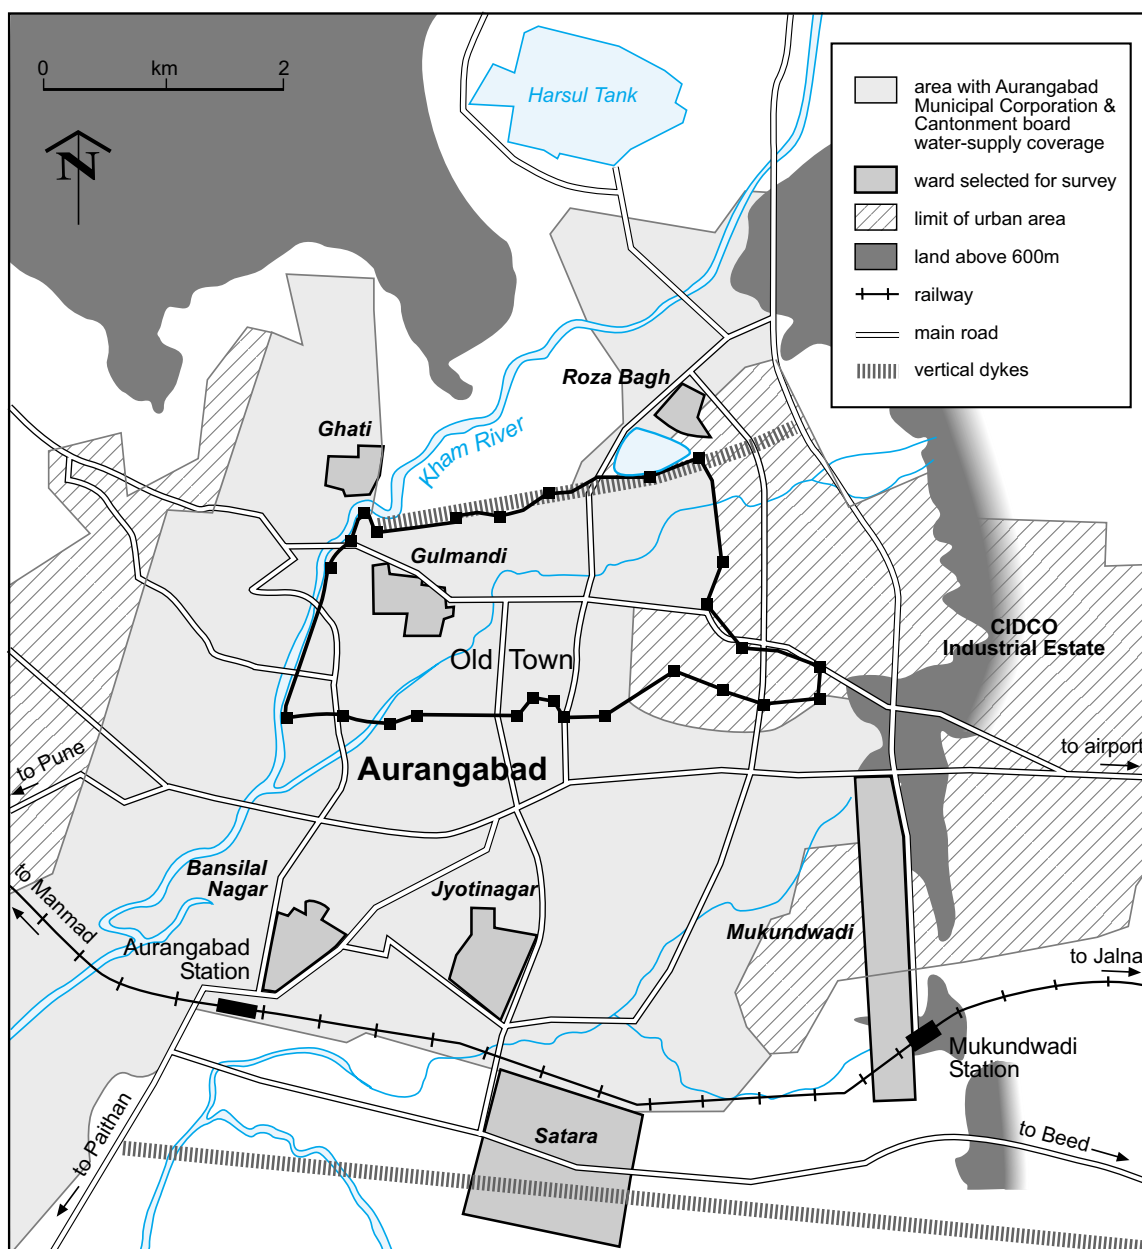 0 km 2
N
Harsul Tank
area with Aurangabad
Municipal Corporation &
Cantonment board
water-supply coverage
ward selected for survey
limit of urban area
land above 600m
railway
main road
vertical dykes
Roza Bagh
Ghati
Kham River
Gulmandi
CIDCO
Industrial Estate
Old Town
to Pune
Aurangabad
to airport
Bansilal
Nagar
Jyotinagar
to Manmad
Mukundwadi
Aurangabad
Station
to Jalna
Mukundwadi
Station
to Paithan
Satara
to Beed